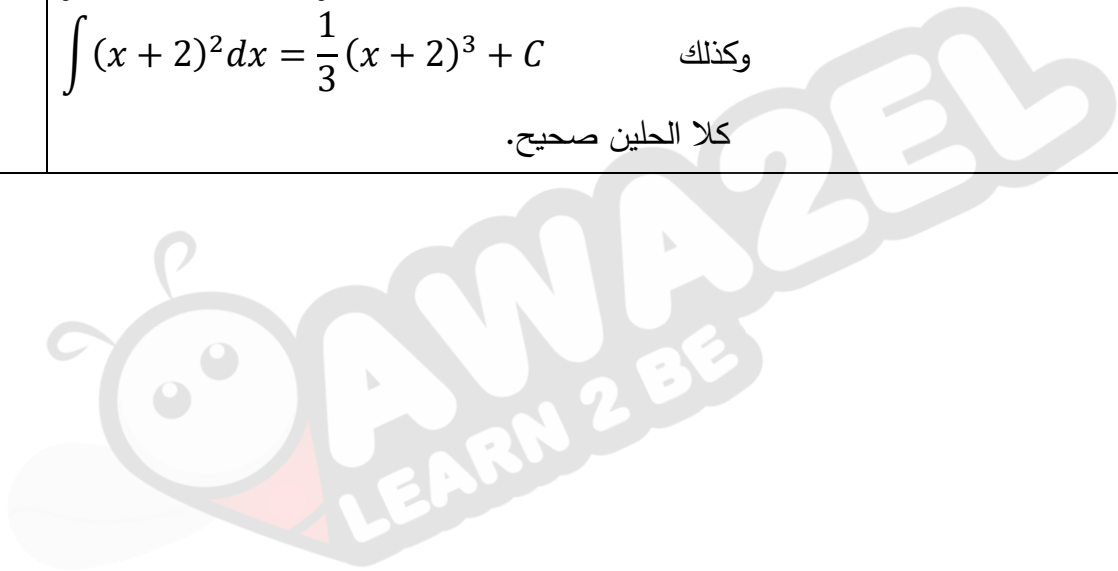 ∫(x + 2)²dx = 1/3 (x + 2)³ + C وكذلك
كلا الحلين صحيح.
AWA2EL
LEARN 2 BE